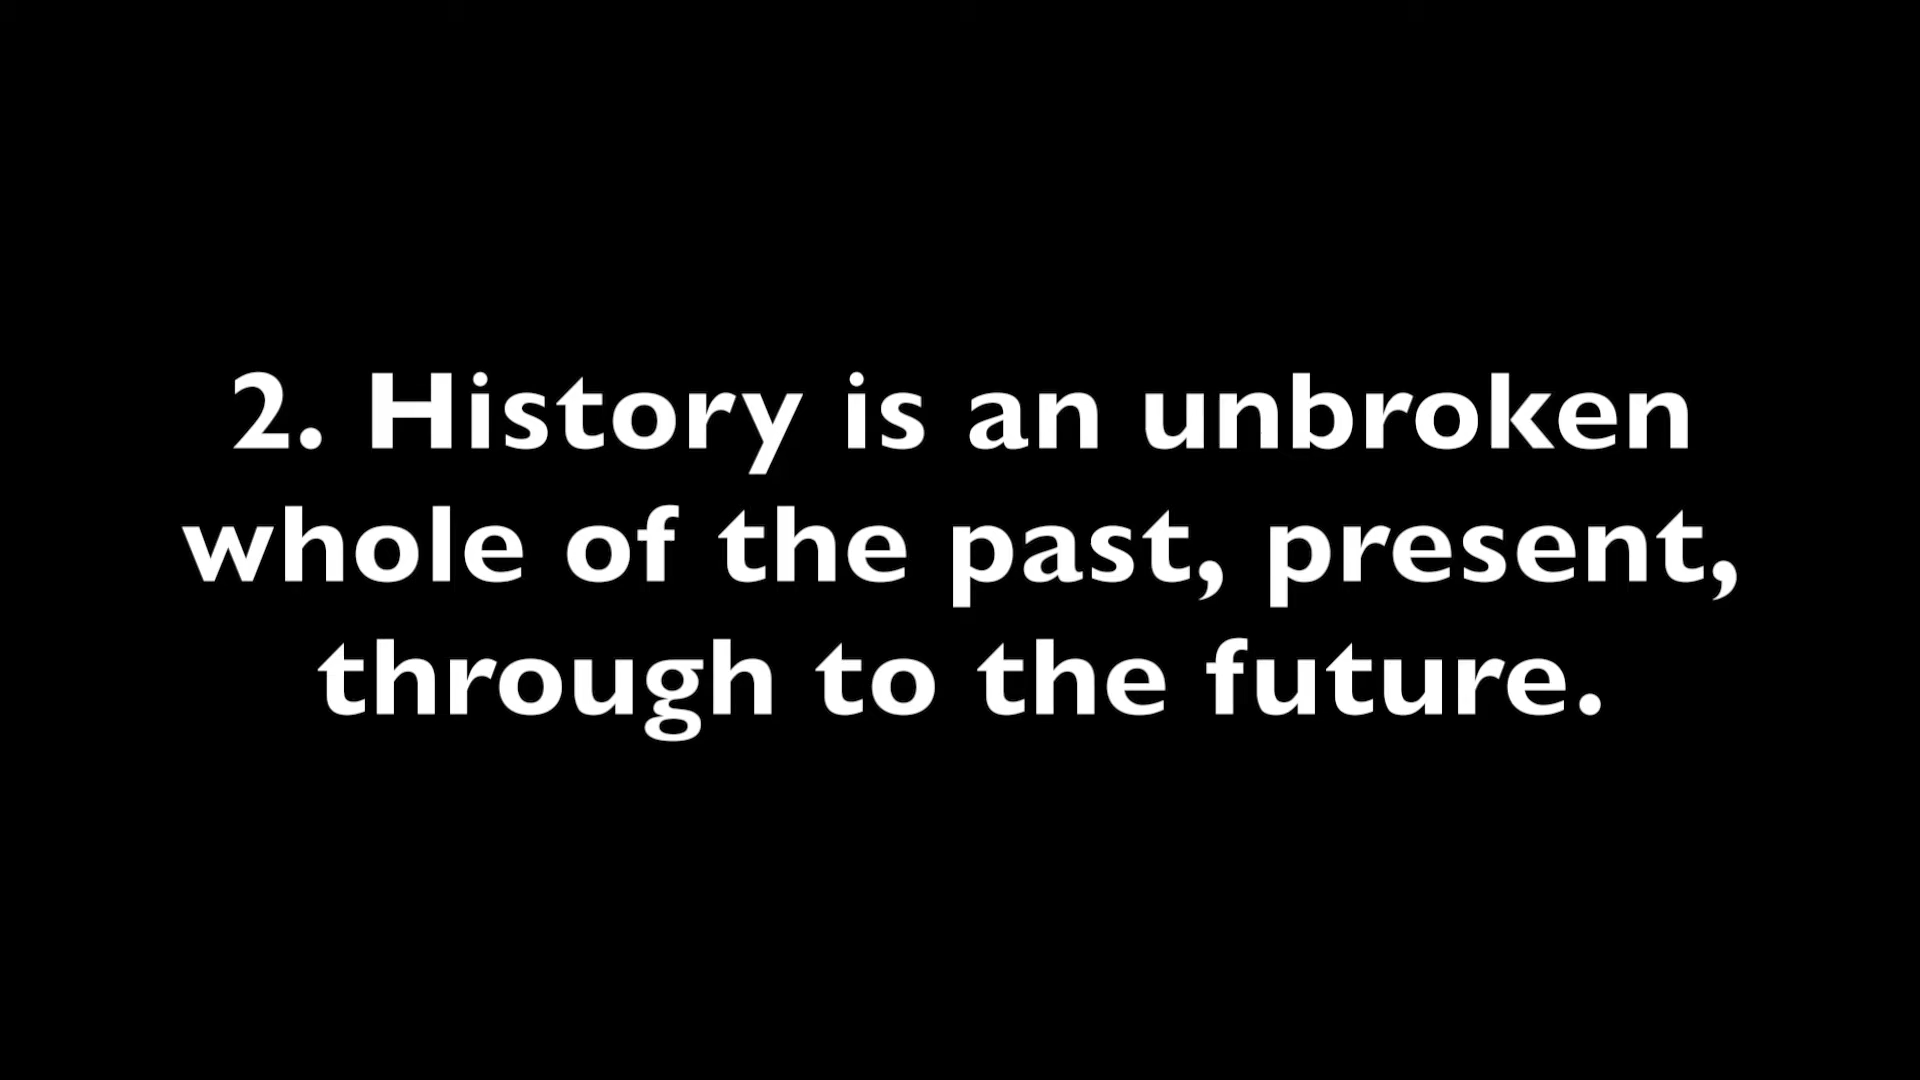 2. History is an unbroken
whole of the past, present,
through to the future.